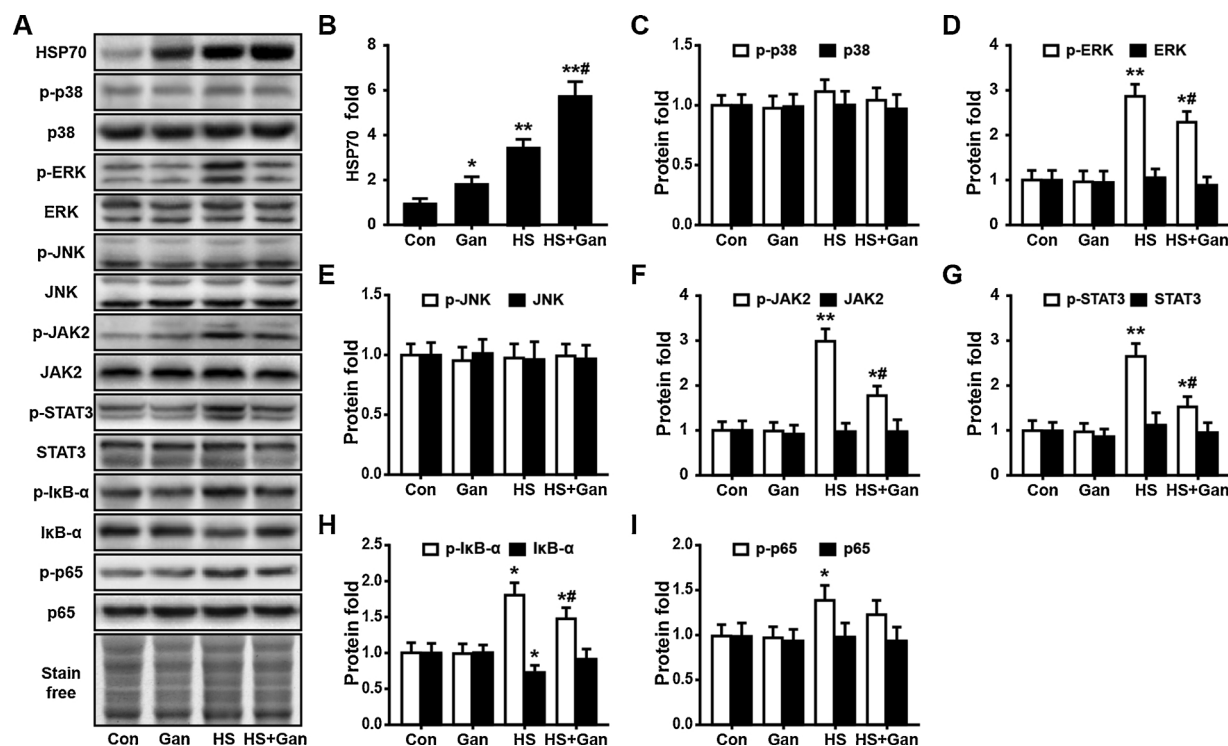 A
HSP70
p-p38
p38
p-ERK
ERK
p-JNK
JNK
p-JAK2
JAK2
p-STAT3
STAT3
p-IκB-α
IκB-α
p-p65
p65
Stain
free
Con Gan HS HS+Gan
B
HSP70 fold
8
6
4
2
0
*
**
**#
Con Gan HS HS+Gan
C
p-p38 p38
Protein fold
1.5
1.0
0.5
0.0
Con Gan HS HS+Gan
D
p-ERK ERK
Protein fold
4
3
2
1
0
**
*#
Con Gan HS HS+Gan
E
p-JNK JNK
Protein fold
1.5
1.0
0.5
0.0
Con Gan HS HS+Gan
F
p-JAK2 JAK2
Protein fold
4
3
2
1
0
**
*#
Con Gan HS HS+Gan
G
p-STAT3 STAT3
Protein fold
4
3
2
1
0
**
*#
Con Gan HS HS+Gan
H
p-IκB-α IκB-α
Protein fold
2.5
2.0
1.5
1.0
0.5
0.0
*
*
*#
Con Gan HS HS+Gan
I
p-p65 p65
Protein fold
2.0
1.5
1.0
0.5
0.0
*
Con Gan HS HS+Gan